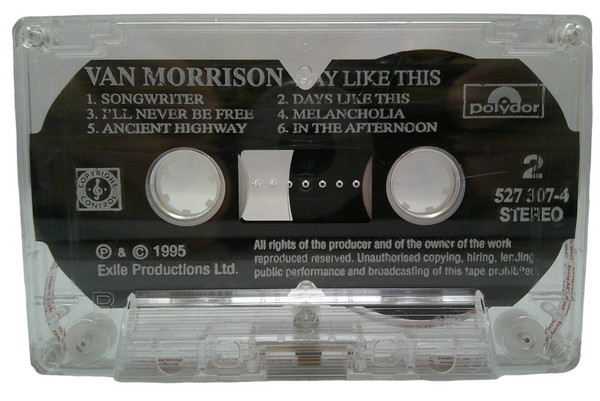 VAN MORRISON DAY LIKE THIS
1. SONGWRITER 2. DAYS LIKE THIS
3. I'LL NEVER BE FREE 4. MELANCHOLIA
5. ANCIENT HIGHWAY 6. IN THE AFTERNOON
polydor
COPYRIGHT
CONTROL
2
527 307-4
STEREO
℗ & © 1995
Exile Productions Ltd.
All rights of the producer and of the owner of the work
reproduced reserved. Unauthorised copying, hiring, lending,
public performance and broadcasting of this tape prohibited.
B